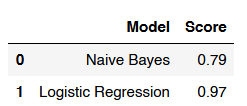 Model Score
0 Naive Bayes 0.79
1 Logistic Regression 0.97